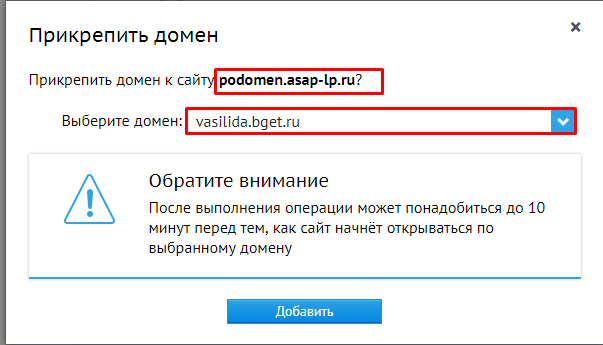 Прикрепить домен
Прикрепить домен к сайту podomen.asap-lp.ru?
Выберите домен: vasilida.bget.ru
Обратите внимание
После выполнения операции может понадобиться до 10
минут перед тем, как сайт начнёт открываться по
выбранному домену
Добавить